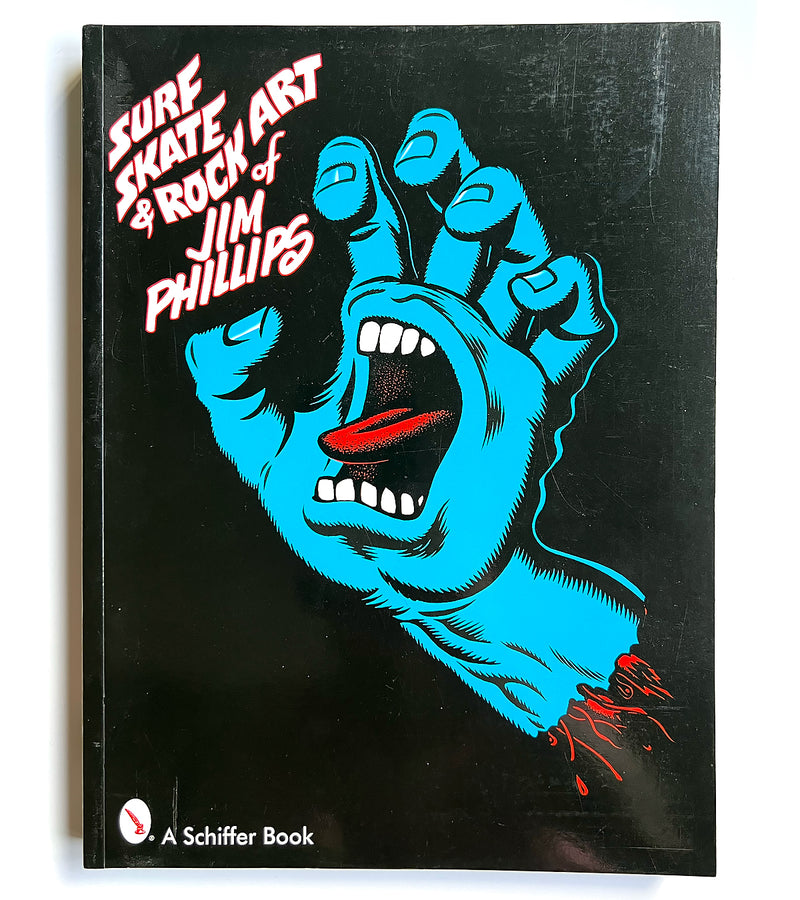 SURF
SKATE
& ROCK ART
of
JIM
PHILLIPS
® A Schiffer Book